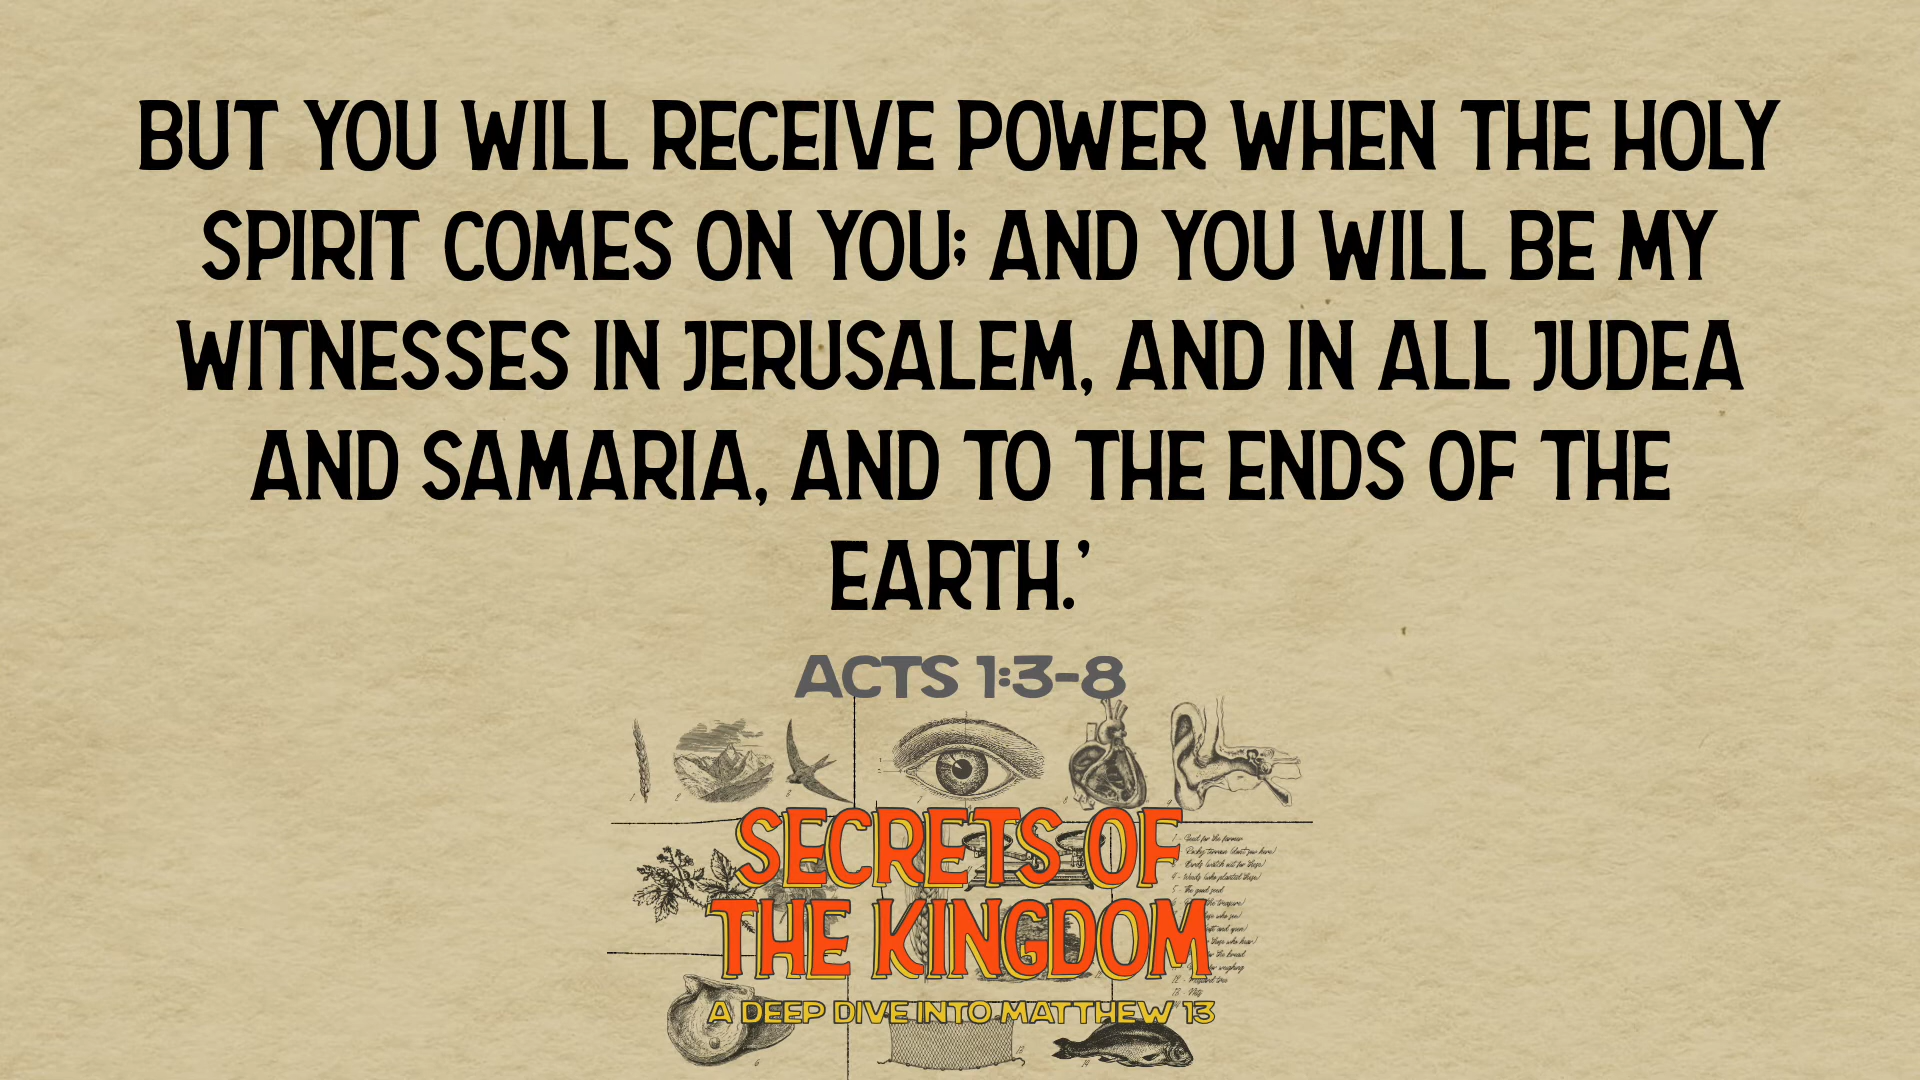 BUT YOU WILL RECEIVE POWER WHEN THE HOLY
SPIRIT COMES ON YOU; AND YOU WILL BE MY
WITNESSES IN JERUSALEM, AND IN ALL JUDEA
AND SAMARIA, AND TO THE ENDS OF THE
EARTH.’
ACTS 1:3-8
SECRETS OF
THE KINGDOM
A DEEP DIVE INTO MATTHEW 13